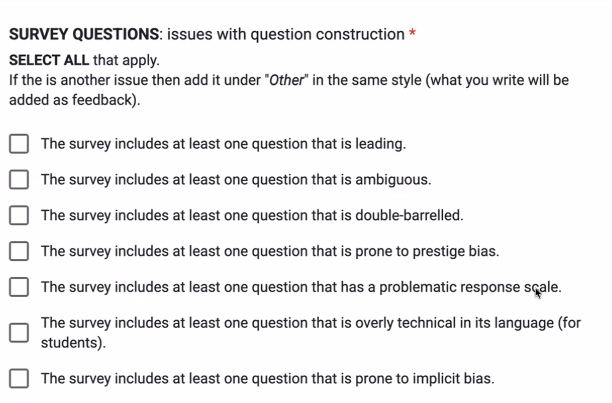 SURVEY QUESTIONS: issues with question construction *
SELECT ALL that apply.
If the is another issue then add it under "Other" in the same style (what you write will be
added as feedback).
The survey includes at least one question that is leading.
The survey includes at least one question that is ambiguous.
The survey includes at least one question that is double-barrelled.
The survey includes at least one question that is prone to prestige bias.
The survey includes at least one question that has a problematic response scale.
The survey includes at least one question that is overly technical in its language (for
students).
The survey includes at least one question that is prone to implicit bias.